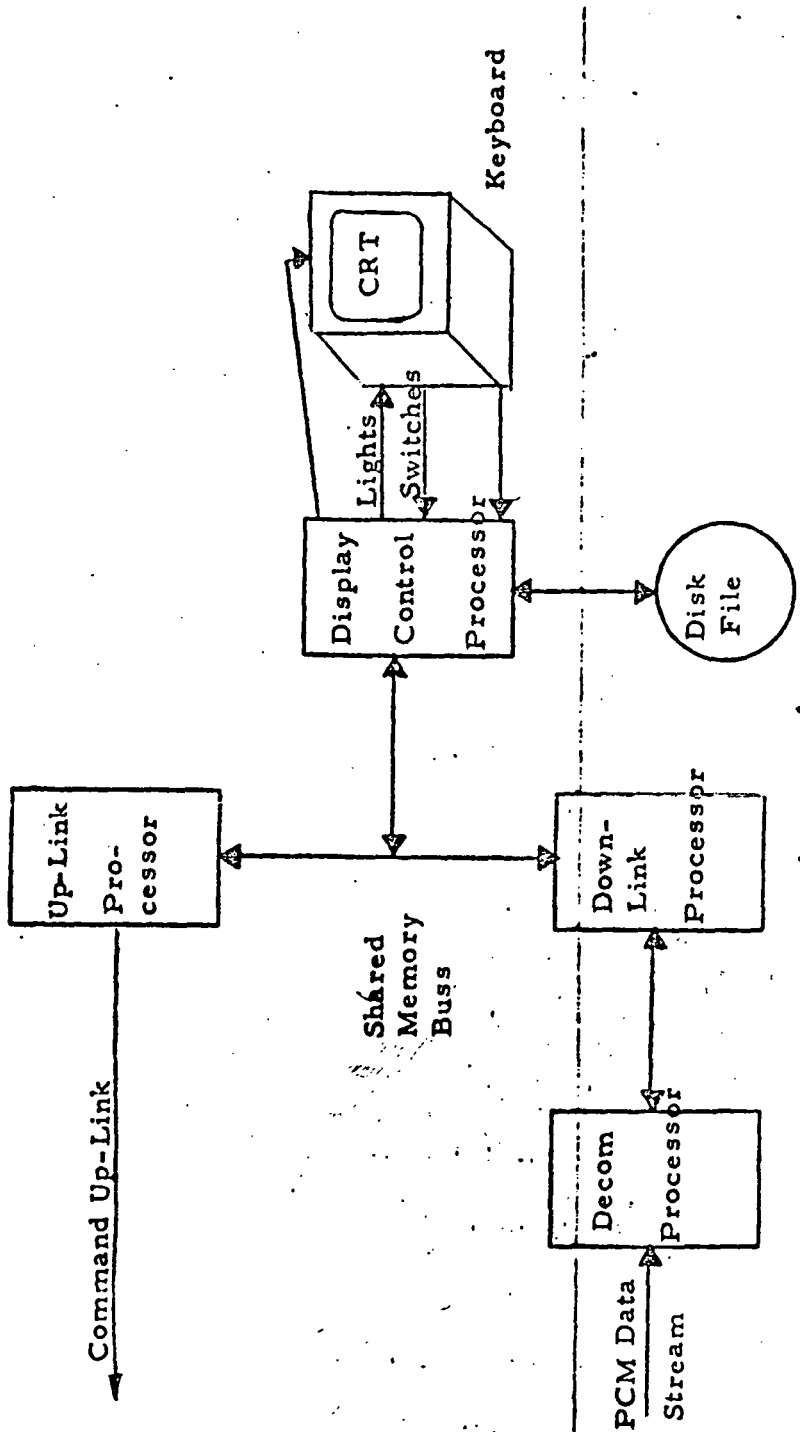 Command Up-Link
Up-Link
Pro-
cessor
Shared
Memory
Buss
Display
Control
Processor
Lights
Switches
CRT
Keyboard
PCM Data
Stream
Decom
Processor
Down-
Link
Processor
Disk
File